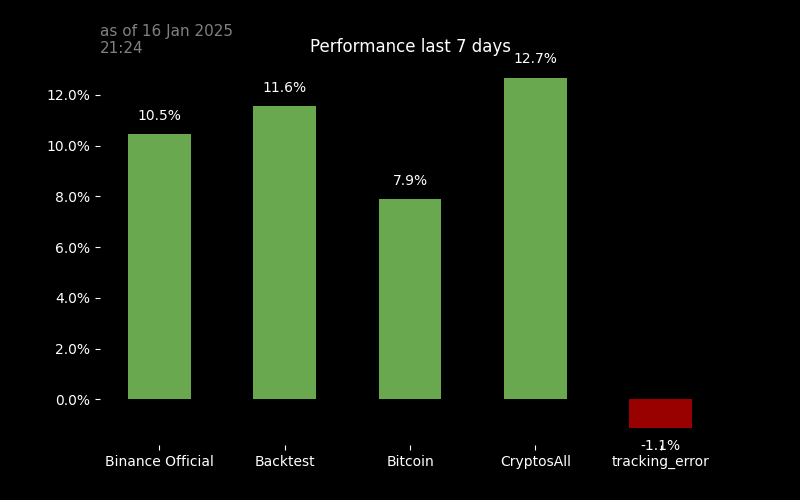 as of 16 Jan 2025
21:24
Performance last 7 days
12.7%
11.6%
10.5%
7.9%
-1.1%
12.0%
10.0%
8.0%
6.0%
4.0%
2.0%
0.0%
Binance Official
Backtest
Bitcoin
CryptosAll
tracking_error